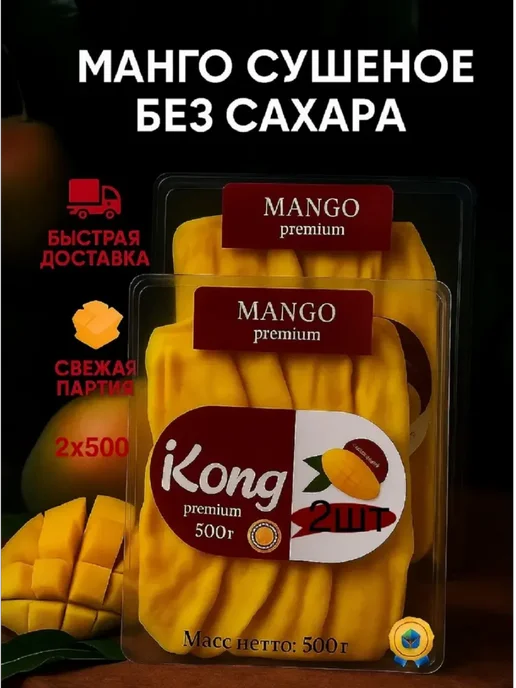 МАНГО СУШЕНОЕ
БЕЗ САХАРА
БЫСТРАЯ
ДОСТАВКА
СВЕЖАЯ
ПАРТИЯ
2х500
MANGO
premium
MANGO
premium
iKong
premium
500г
2шт
Масс нетто: 500г